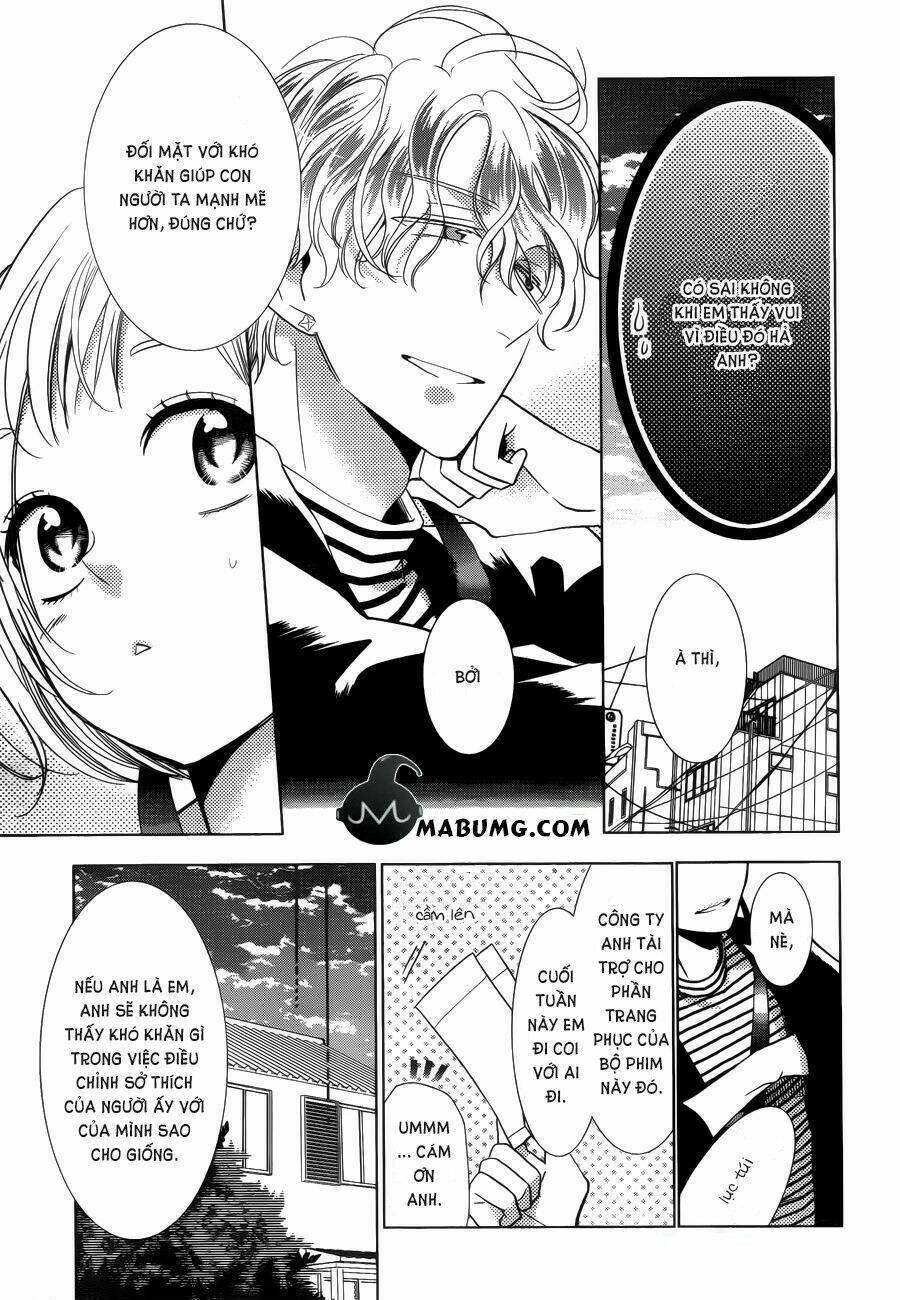 CÓ SAI KHÔNG
KHI EM THẤY VUI
VÌ ĐIỀU ĐÓ HẢ
ANH?
À THÌ,
BỞI
ĐỐI MẶT VỚI KHÓ
KHĂN GIÚP CON
NGƯỜI TA MẠNH MẼ
HƠN, ĐÚNG CHỨ?
MABUMG.COM
MÀ
NÈ,
lục túi
CÔNG TY
ANH TÀI
TRỢ CHO
PHẦN TRANG
PHỤC CỦA
BỘ PHIM
NÀY ĐÓ.
CUỐI
TUẦN
NÀY EM
ĐI COI
VỚI AI
ĐI.
cầm lên
UMMM
... CÁM
ƠN
ANH.
NẾU ANH LÀ EM,
ANH SẼ KHÔNG
THẤY KHÓ KHĂN GÌ
TRONG VIỆC ĐIỀU
CHỈNH SỞ THÍCH
CỦA NGƯỜI ẤY VỚI
CỦA MÌNH SAO
CHO GIỐNG.